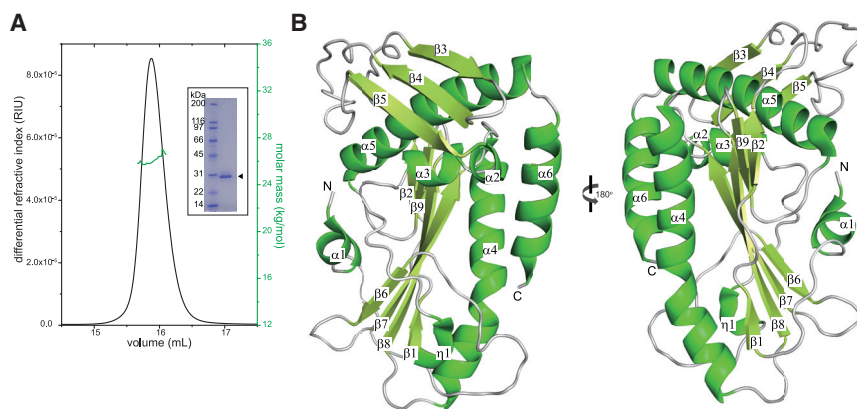 A
B
differential refractive index (RIU)
8.0x10⁻⁵
6.0x10⁻⁵
4.0x10⁻⁵
2.0x10⁻⁵
0.0
14
15
16
17
volume (mL)
36
32
28
24
20
16
12
molar mass (kg/mol)
kDa
200
116
97
66
45
31
22
14
β3
β4
β5
α5
α3
α2
α6
β2
β9
N
α1
α4
C
β6
β7
β8
β1
η1
180°
β3
β4
β5
α5
α2
α3
β9
β2
N
α6
α4
α1
C
β6
β7
η1
β8
β1